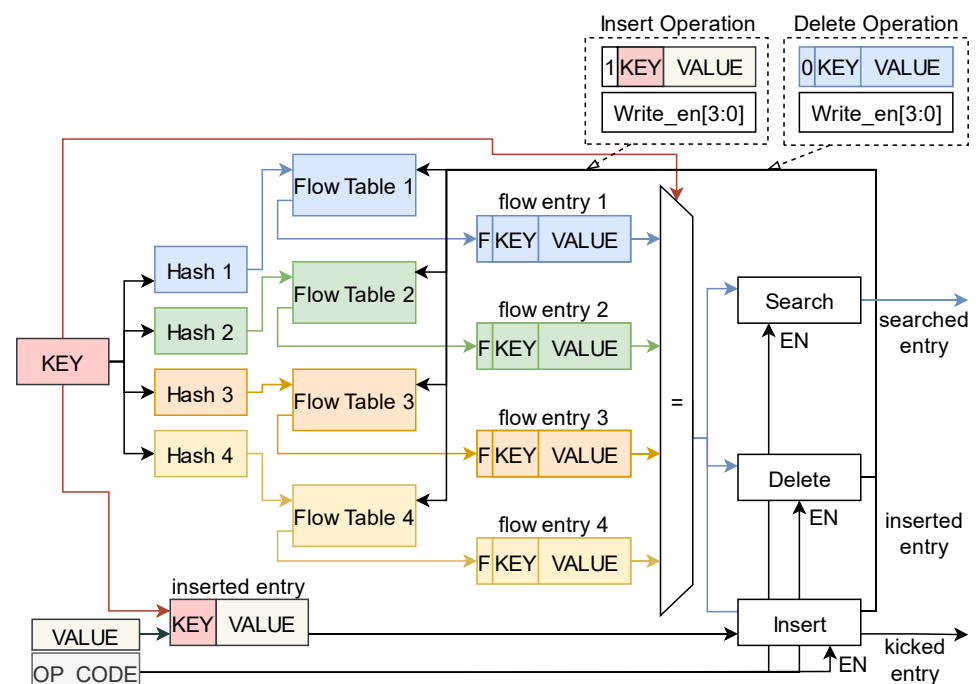 Insert Operation
Delete Operation
1 KEY VALUE
0 KEY VALUE
Write_en[3:0]
Write_en[3:0]
Flow Table 1
flow entry 1
F KEY VALUE
Hash 1
Flow Table 2
Search
searched
entry
flow entry 2
Hash 2
F KEY VALUE
EN
KEY
Hash 3
Flow Table 3
=
flow entry 3
Hash 4
F KEY VALUE
Delete
Flow Table 4
EN
flow entry 4
inserted
entry
F KEY VALUE
inserted entry
KEY VALUE
Insert
VALUE
kicked
entry
EN
OP_CODE